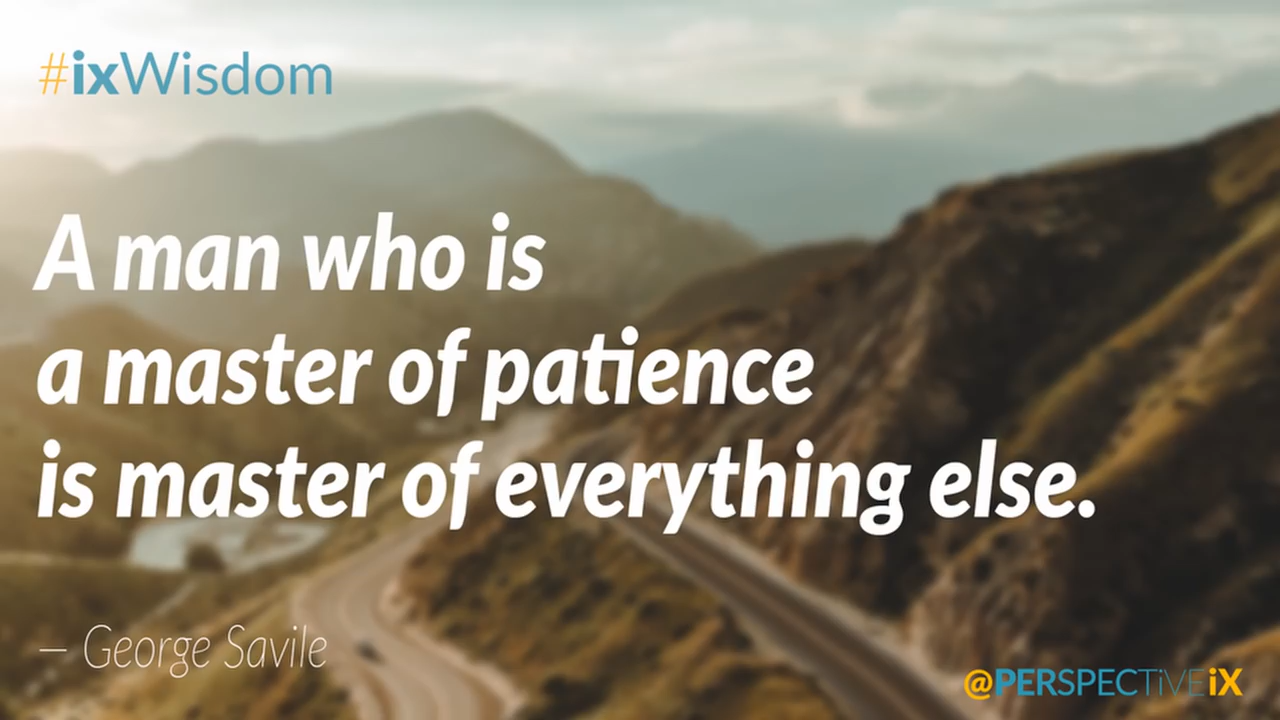 #ixWisdom
A man who is
a master of patience
is master of everything else.
– George Savile
@PERSPECTiVEiX